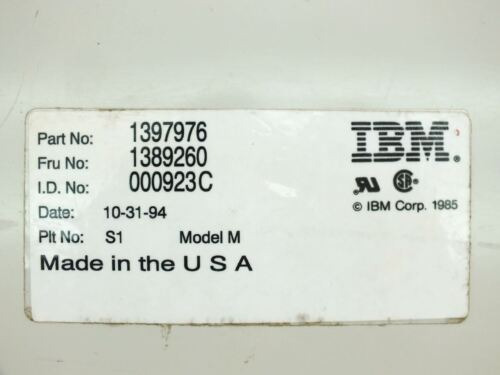 Part No: 1397976
Fru No: 1389260
I.D. No: 000923C
Date: 10-31-94
Plt No: S1 Model M
Made in the U S A
IBM.
© IBM Corp. 1985